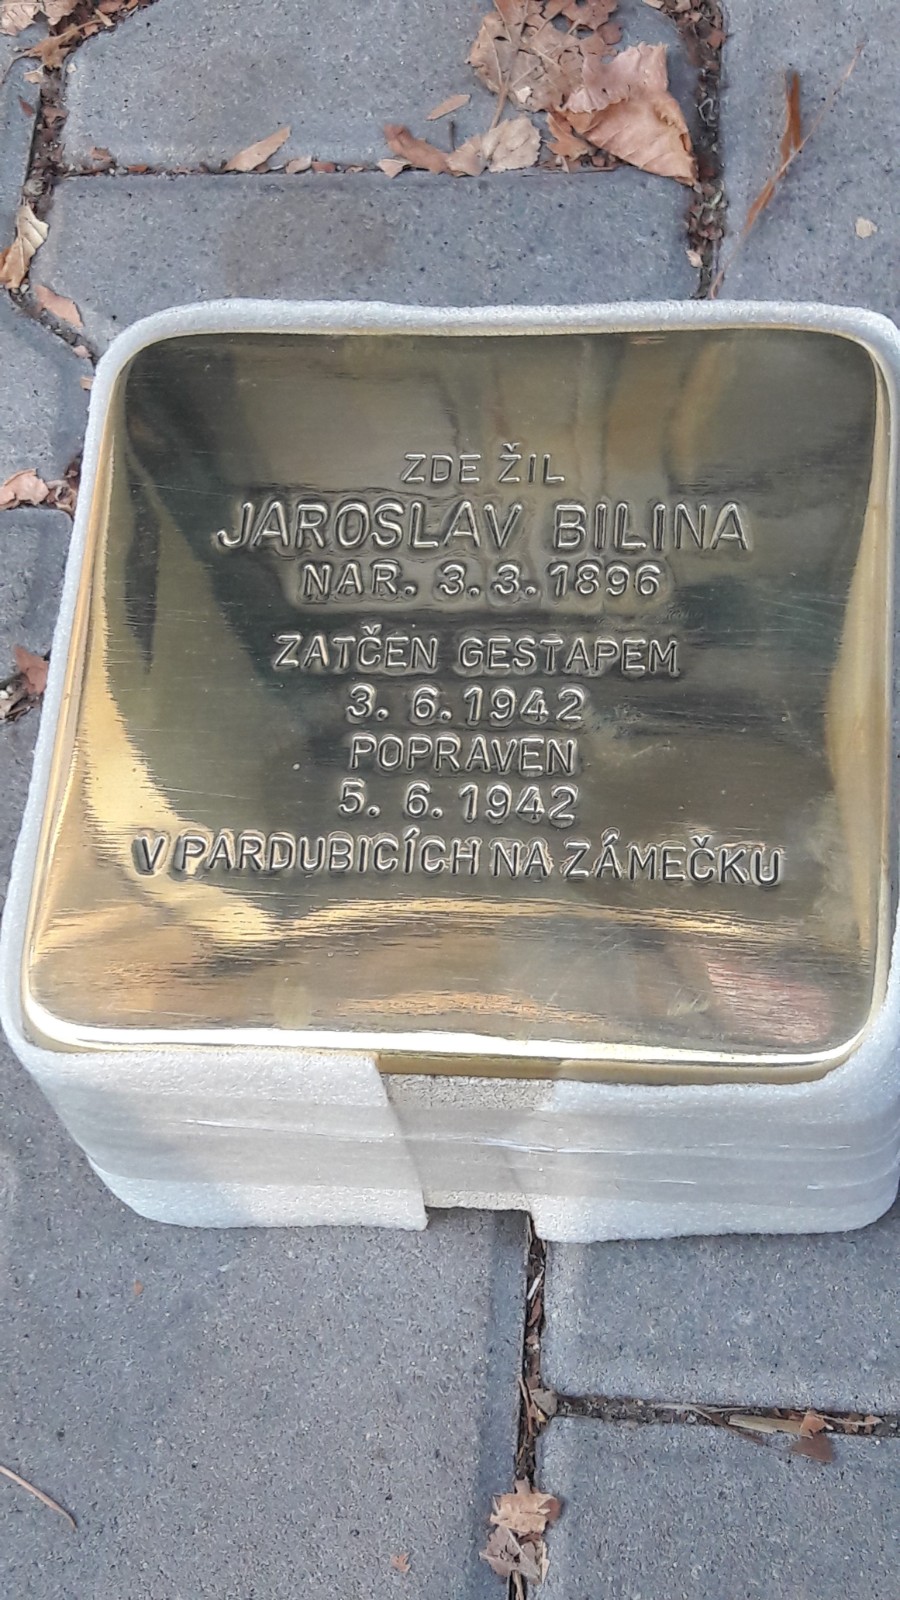 ZDE ŽIL
JAROSLAV BILINA
NAR. 3.3.1896
ZATČEN GESTAPEM
3. 6. 1942
POPRAVEN
5. 6. 1942
V PARDUBICÍCH NA ZÁMEČKU